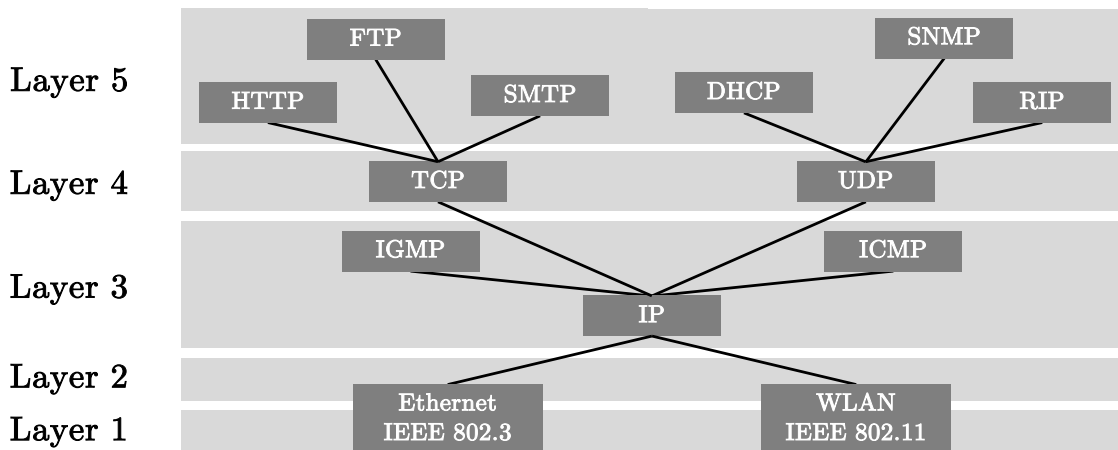 Layer 5
FTP
SNMP
HTTP
SMTP
DHCP
RIP
Layer 4
TCP
UDP
Layer 3
IGMP
ICMP
IP
Layer 2
Layer 1
Ethernet
IEEE 802.3
WLAN
IEEE 802.11